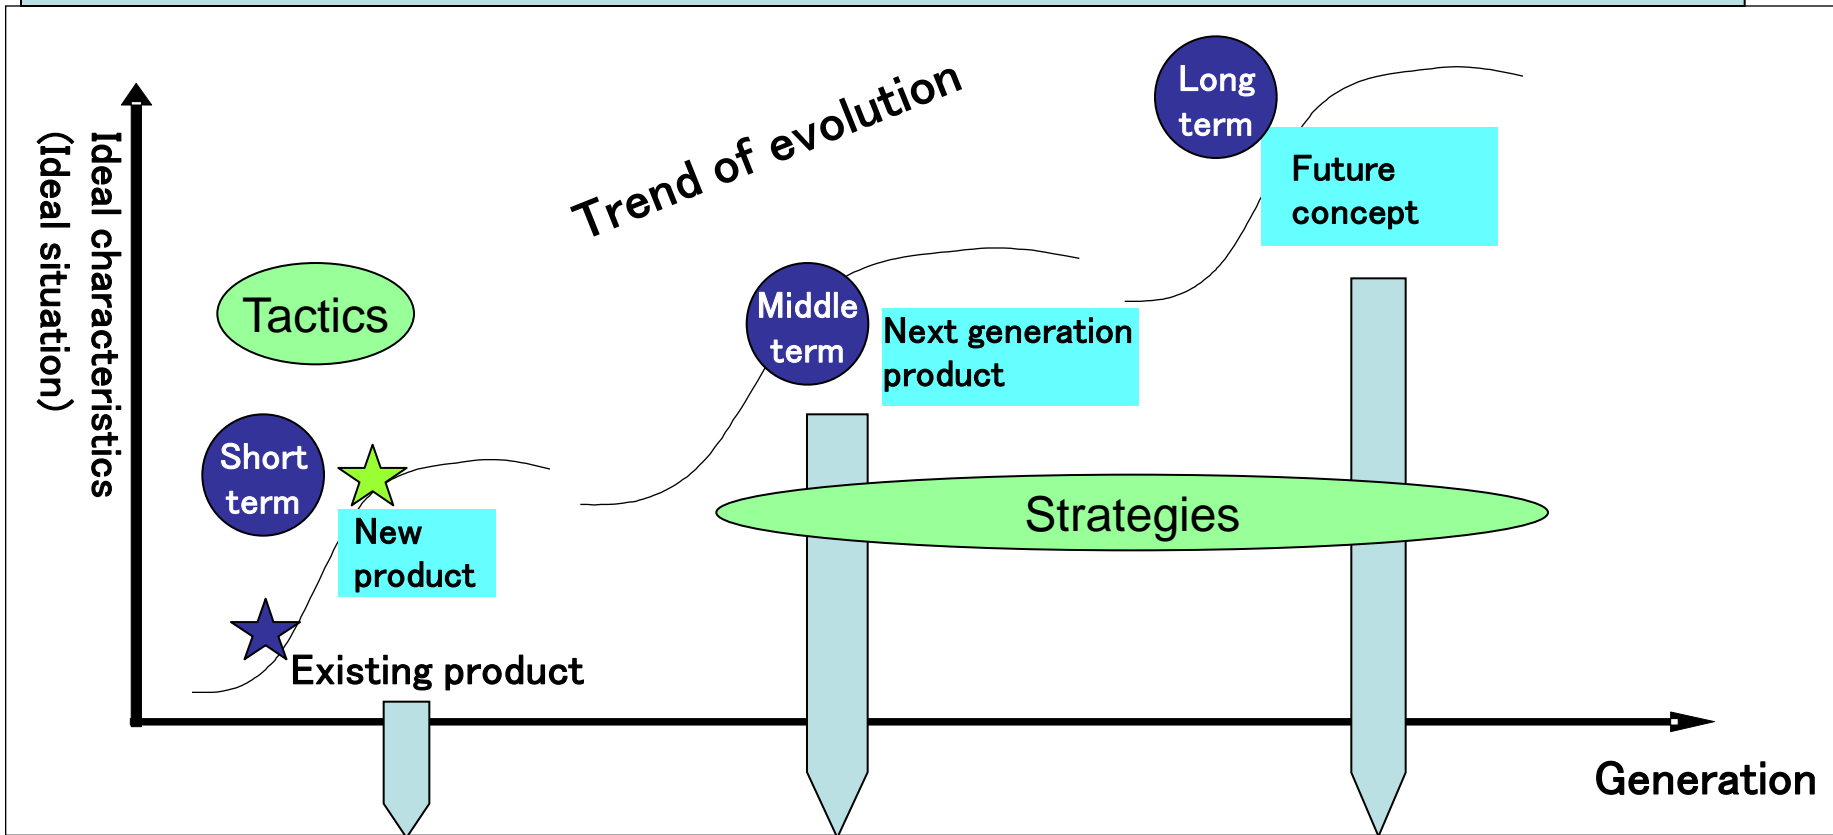 Ideal characteristics
(Ideal situation)
Trend of evolution
Long
term
Future
concept
Tactics
Middle
term
Next generation
product
Short
term
New
product
Strategies
Existing product
Generation